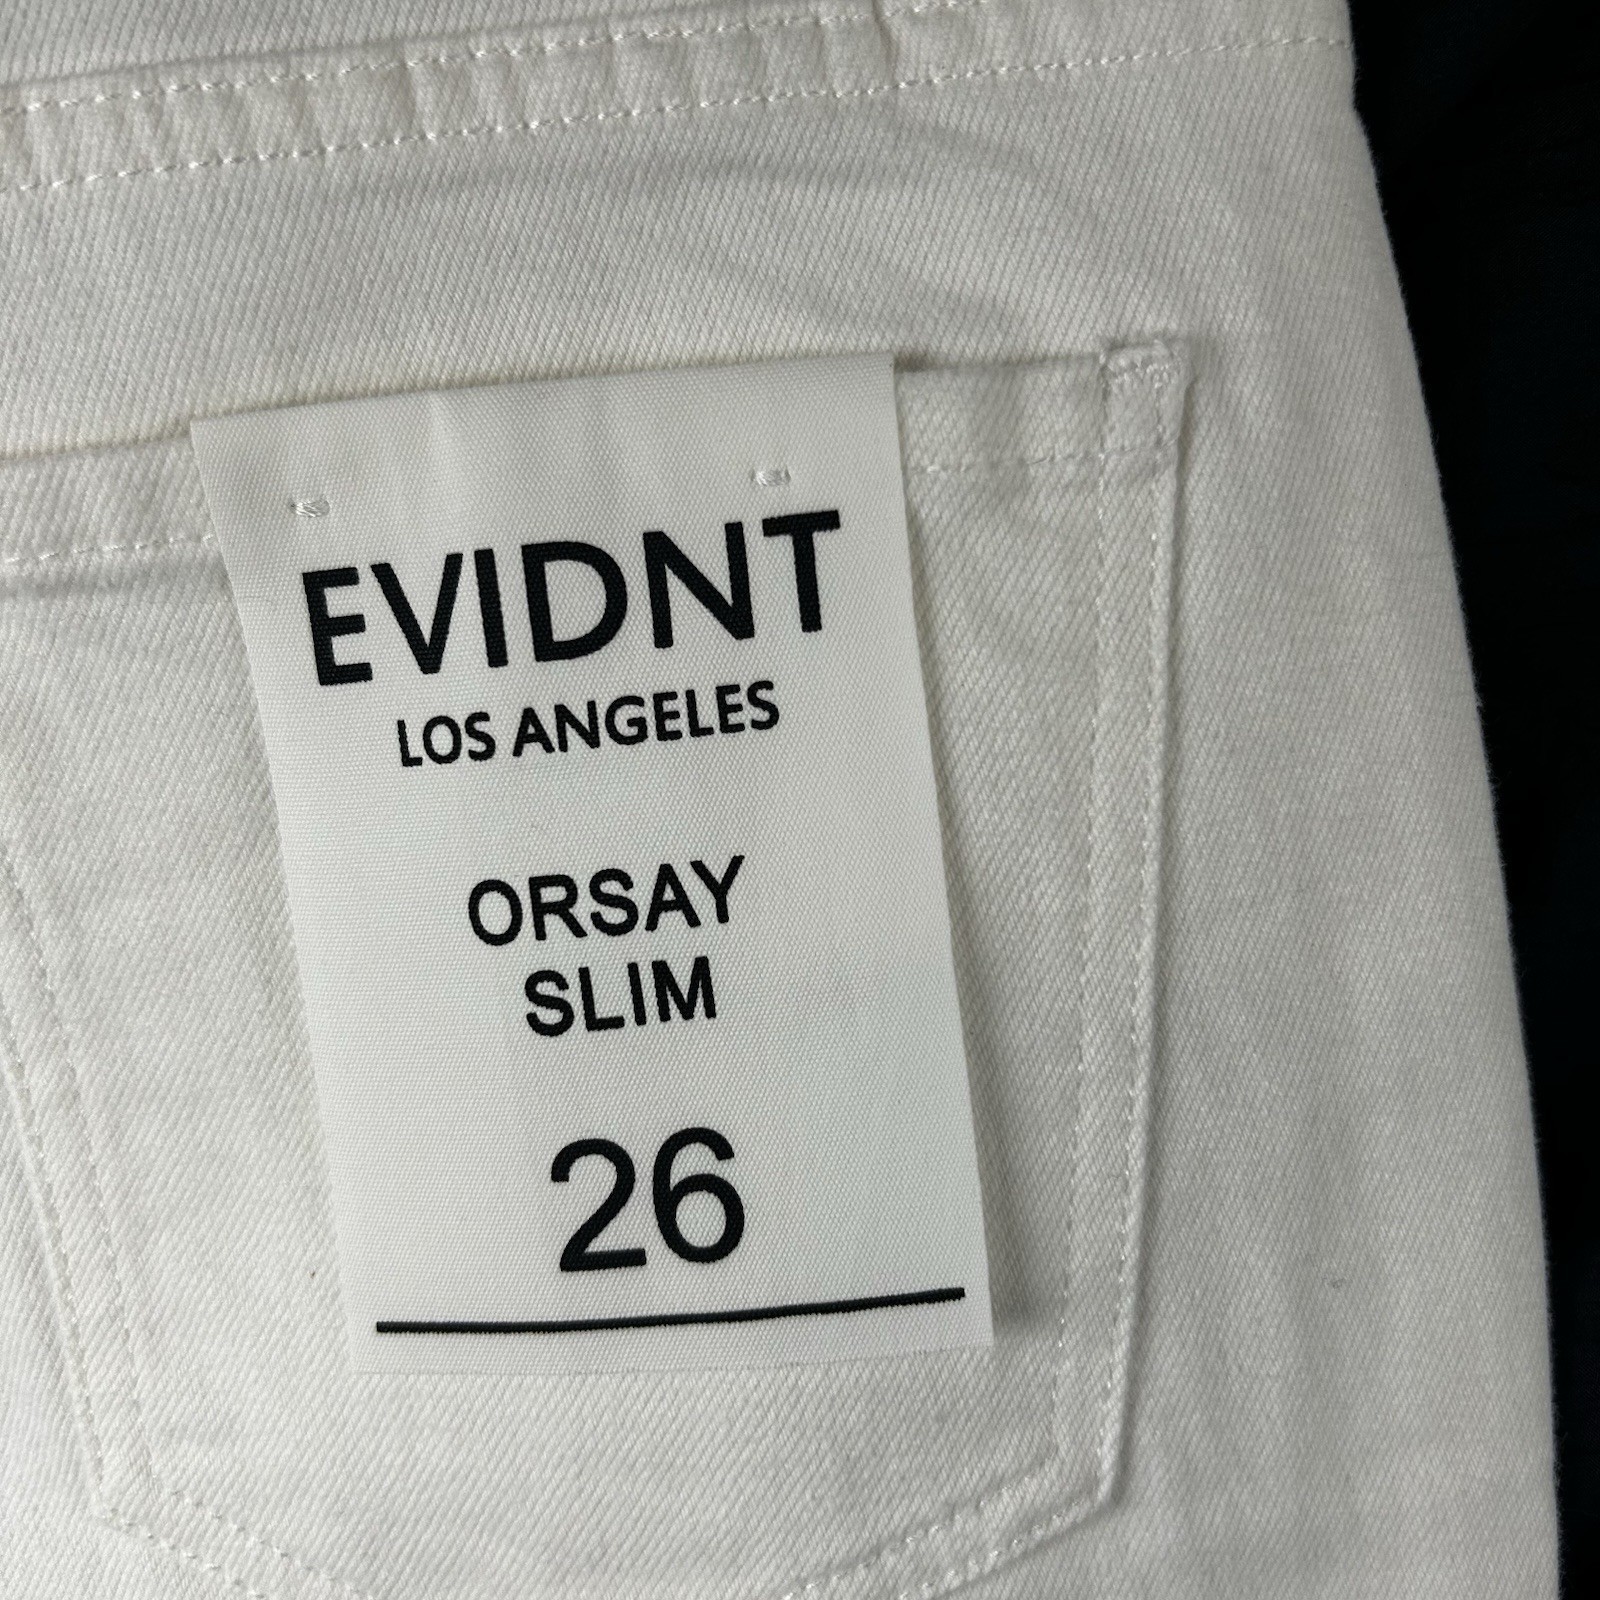 EVIDNT
LOS ANGELES
ORSAY
SLIM
26